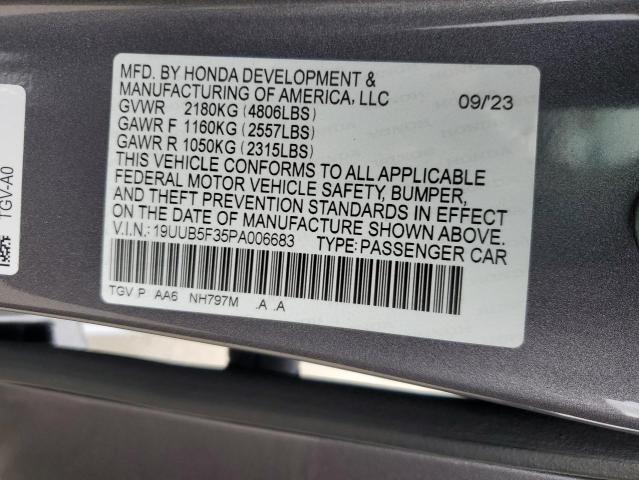 MFD. BY HONDA DEVELOPMENT &
MANUFACTURING OF AMERICA, LLC 09/'23
GVWR 2180KG (4806LBS)
GAWR F 1160KG (2557LBS)
GAWR R 1050KG (2315LBS)
THIS VEHICLE CONFORMS TO ALL APPLICABLE
FEDERAL MOTOR VEHICLE SAFETY, BUMPER,
AND THEFT PREVENTION STANDARDS IN EFFECT
ON THE DATE OF MANUFACTURE SHOWN ABOVE.
V.I.N.: 19UUB5F35PA006683 TYPE: PASSENGER CAR
TGV P AA6 NH797M .A .A
TGV-A0